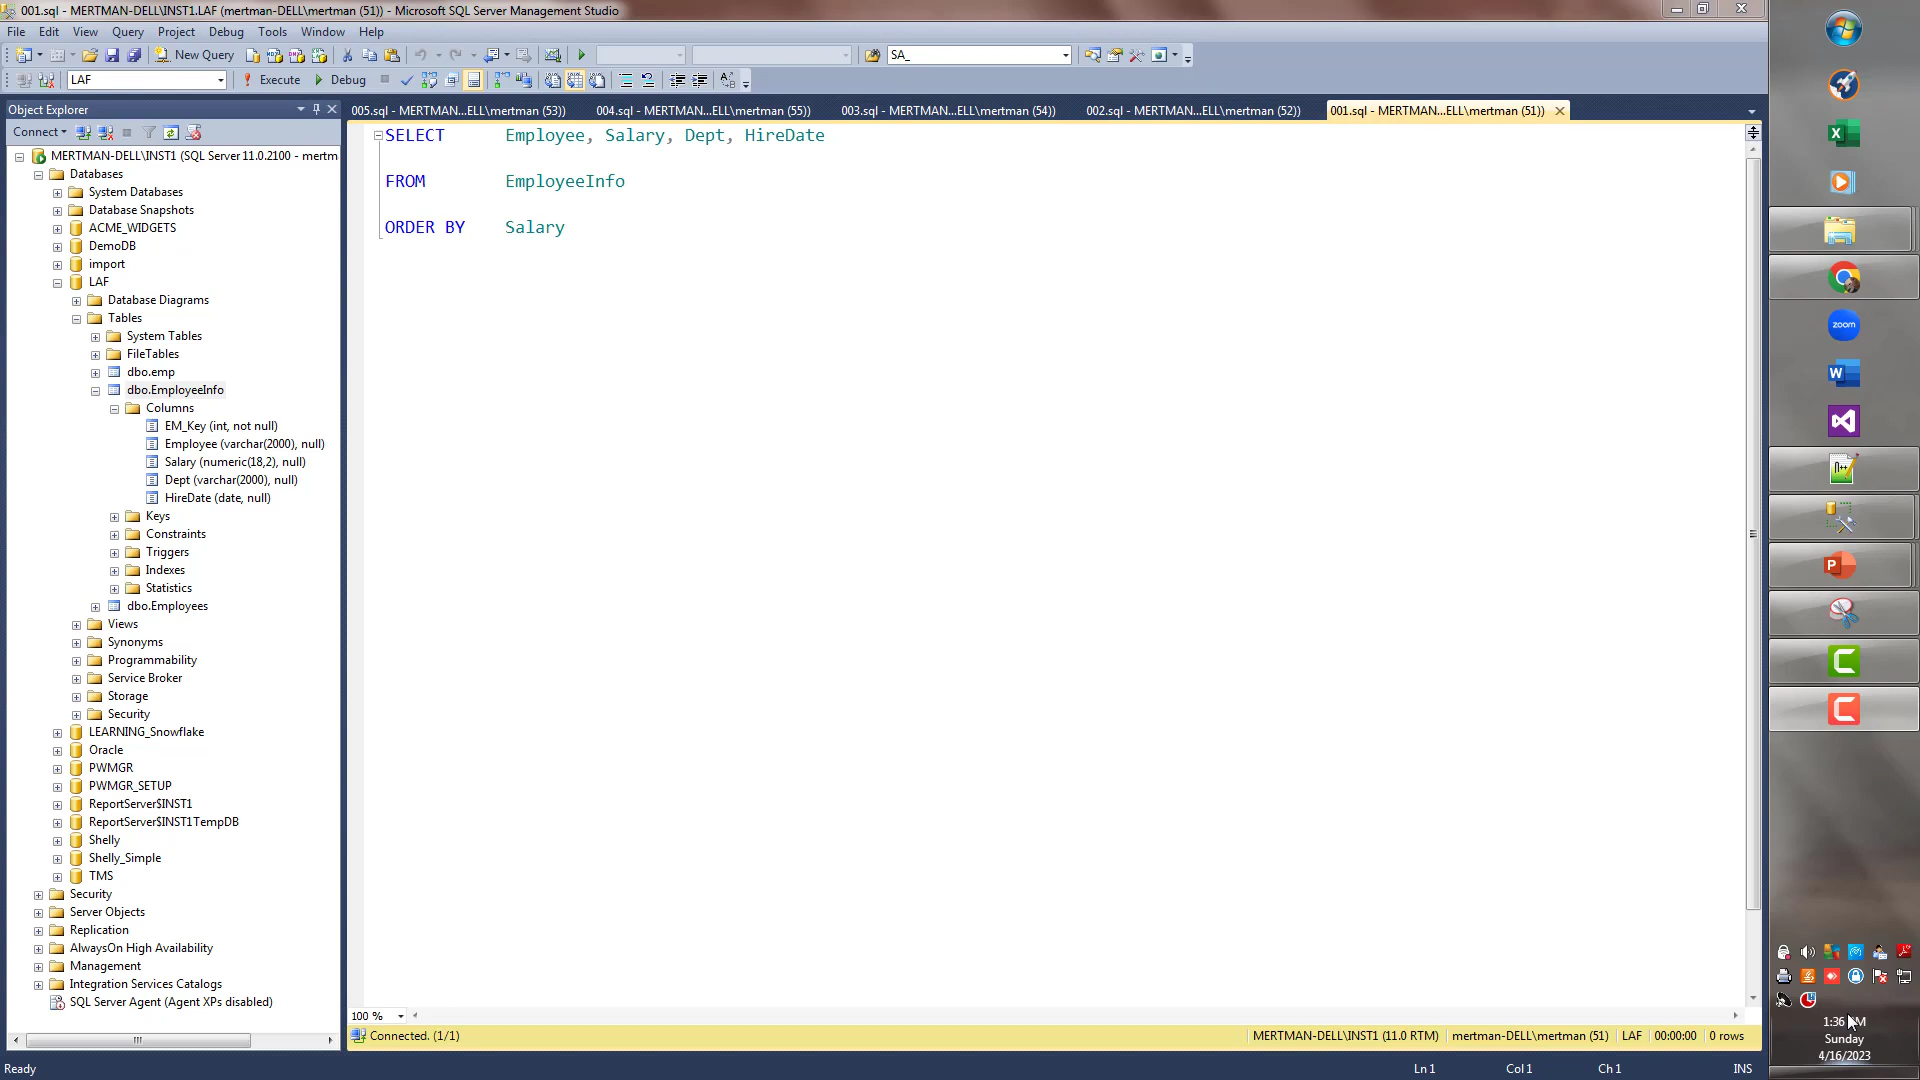 001.sql - MERTMAN-DELL\INST1.LAF (mertman-DELL\mertman (51)) - Microsoft SQL Server Management Studio
File Edit View Query Project Debug Tools Window Help
New Query
SA_
LAF
Execute
Debug
Object Explorer
005.sql - MERTMAN...ELL\mertman (53))
004.sql - MERTMAN...ELL\mertman (55))
003.sql - MERTMAN...ELL\mertman (54))
002.sql - MERTMAN...ELL\mertman (52))
001.sql - MERTMAN...ELL\mertman (51))
Connect
MERTMAN-DELL\INST1 (SQL Server 11.0.2100 - mertm
Databases
System Databases
Database Snapshots
ACME_WIDGETS
DemoDB
import
LAF
Database Diagrams
Tables
System Tables
FileTables
dbo.emp
dbo.EmployeeInfo
Columns
EM_Key (int, not null)
Employee (varchar(2000), null)
Salary (numeric(18,2), null)
Dept (varchar(2000), null)
HireDate (date, null)
Keys
Constraints
Triggers
Indexes
Statistics
dbo.Employees
Views
Synonyms
Programmability
Service Broker
Storage
Security
LEARNING_Snowflake
Oracle
PWMGR
PWMGR_SETUP
ReportServer$INST1
ReportServer$INST1TempDB
Shelly
Shelly_Simple
TMS
Security
Server Objects
Replication
AlwaysOn High Availability
Management
Integration Services Catalogs
SQL Server Agent (Agent XPs disabled)
SELECT Employee, Salary, Dept, HireDate
FROM EmployeeInfo
ORDER BY Salary
100 %
Connected. (1/1)
MERTMAN-DELL\INST1 (11.0 RTM)
mertman-DELL\mertman (51)
LAF
00:00:00
0 rows
Ready
Ln 1
Col 1
Ch 1
INS
zoom
1:36
Sunday
4/16/2023